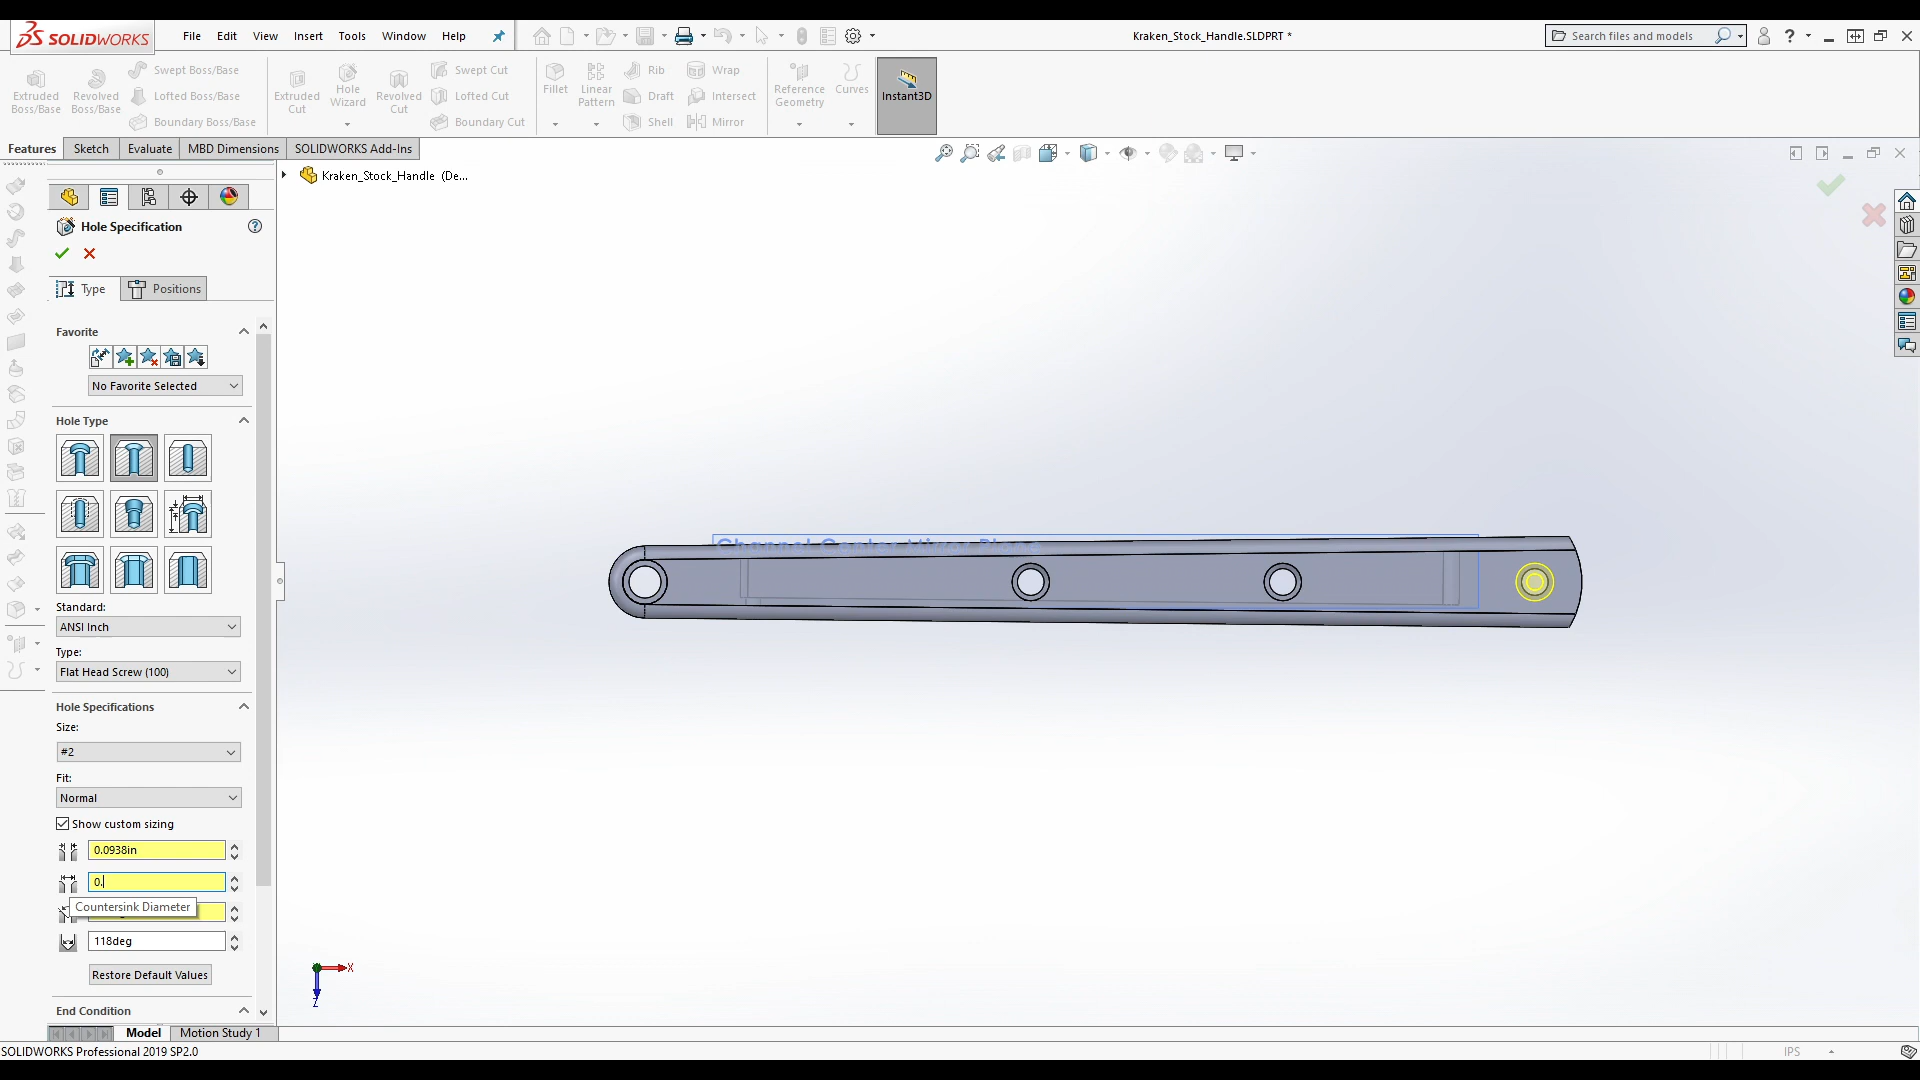 SOLIDWORKS
File Edit View Insert Tools Window Help
Kraken_Stock_Handle.SLDPRT *
Search files and models
Extruded Boss/Base
Revolved Boss/Base
Swept Boss/Base
Lofted Boss/Base
Boundary Boss/Base
Extruded Cut
Hole Wizard
Revolved Cut
Swept Cut
Lofted Cut
Boundary Cut
Fillet
Linear Pattern
Rib
Draft
Shell
Wrap
Intersect
Mirror
Reference Geometry
Curves
Instant3D
Features Sketch Evaluate MBD Dimensions SOLIDWORKS Add-Ins
Kraken_Stock_Handle (De...
Hole Specification
Type Positions
Favorite
No Favorite Selected
Hole Type
Standard:
ANSI Inch
Type:
Flat Head Screw (100)
Hole Specifications
Size:
#2
Fit:
Normal
Show custom sizing
0.0938in
0.
Countersink Diameter
118deg
Restore Default Values
End Condition
Channel Center Mirror Plane
X
Z
Model Motion Study 1
SOLIDWORKS Professional 2019 SP2.0
IPS